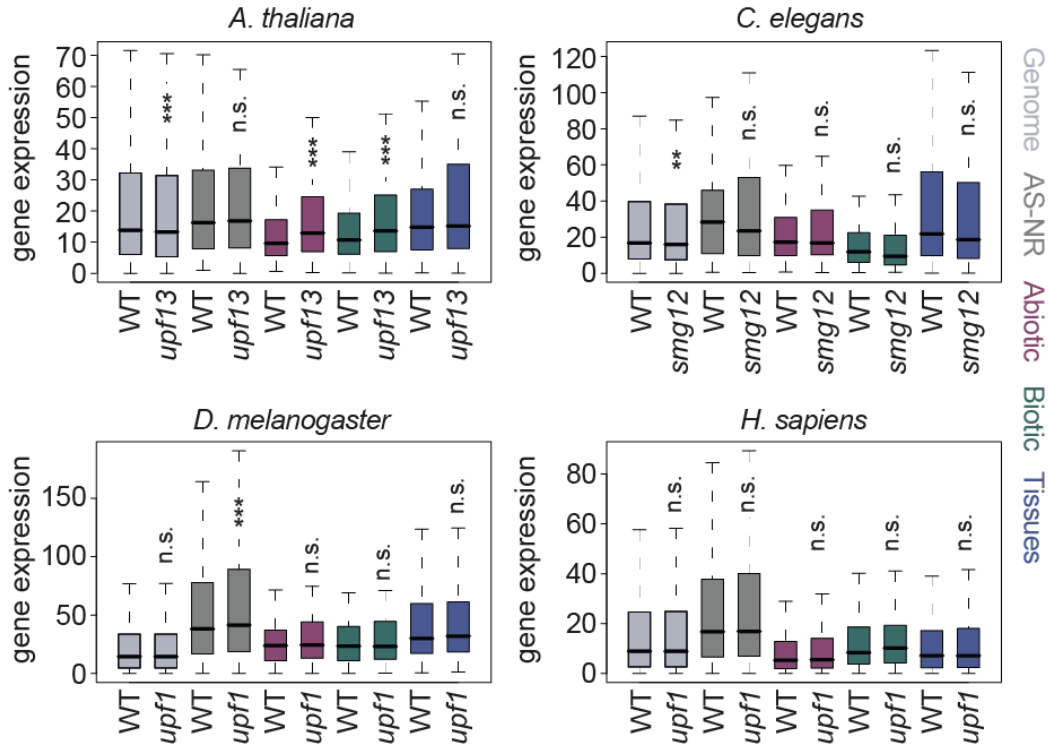 A. thaliana
gene expression
70
60
50
40
30
20
10
0
***
n.s.
***
***
n.s.
WT
upf13
WT
upf13
WT
upf13
WT
upf13
WT
upf13
C. elegans
gene expression
120
100
80
60
40
20
0
**
n.s.
n.s.
n.s.
n.s.
WT
smg12
WT
smg12
WT
smg12
WT
smg12
WT
smg12
Genome AS-NR Abiotic Biotic Tissues
D. melanogaster
gene expression
150
100
50
0
n.s.
***
n.s.
n.s.
n.s.
WT
upf1
WT
upf1
WT
upf1
WT
upf1
WT
upf1
H. sapiens
gene expression
80
60
40
20
0
n.s.
n.s.
n.s.
n.s.
n.s.
WT
upf1
WT
upf1
WT
upf1
WT
upf1
WT
upf1